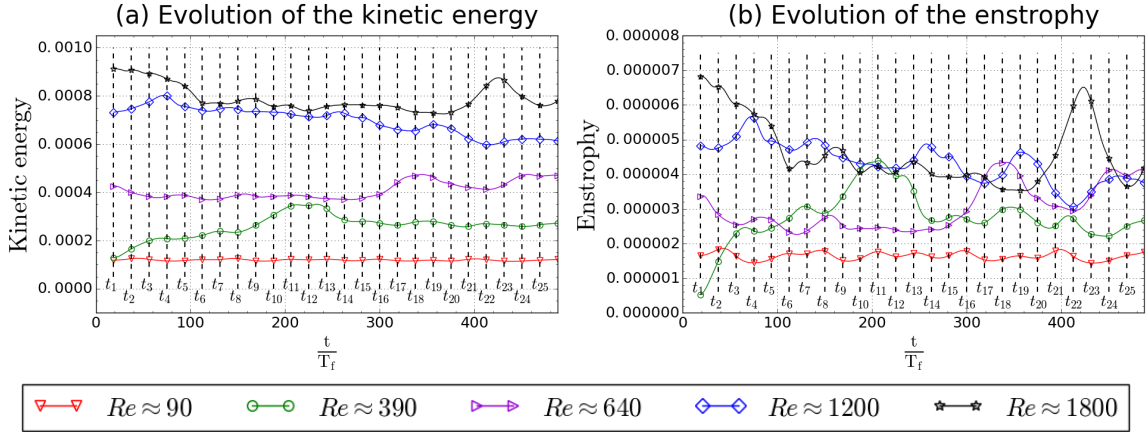 (a) Evolution of the kinetic energy
(b) Evolution of the enstrophy
Kinetic energy
0.0010
0.0008
0.0006
0.0004
0.0002
0.0000
t1 t2 t3 t4 t5 t6 t7 t8 t9 t10 t11 t12 t13 t14 t15 t16 t17 t18 t19 t20 t21 t22 t23 t24 t25
0 100 200 300 400
t
Tf
Enstrophy
0.000008
0.000007
0.000006
0.000005
0.000004
0.000003
0.000002
0.000001
0.000000
t1 t2 t3 t4 t5 t6 t7 t8 t9 t10 t11 t12 t13 t14 t15 t16 t17 t18 t19 t20 t21 t22 t23 t24 t25
0 100 200 300 400
t
Tf
Re ≈ 90 Re ≈ 390 Re ≈ 640 Re ≈ 1200 Re ≈ 1800